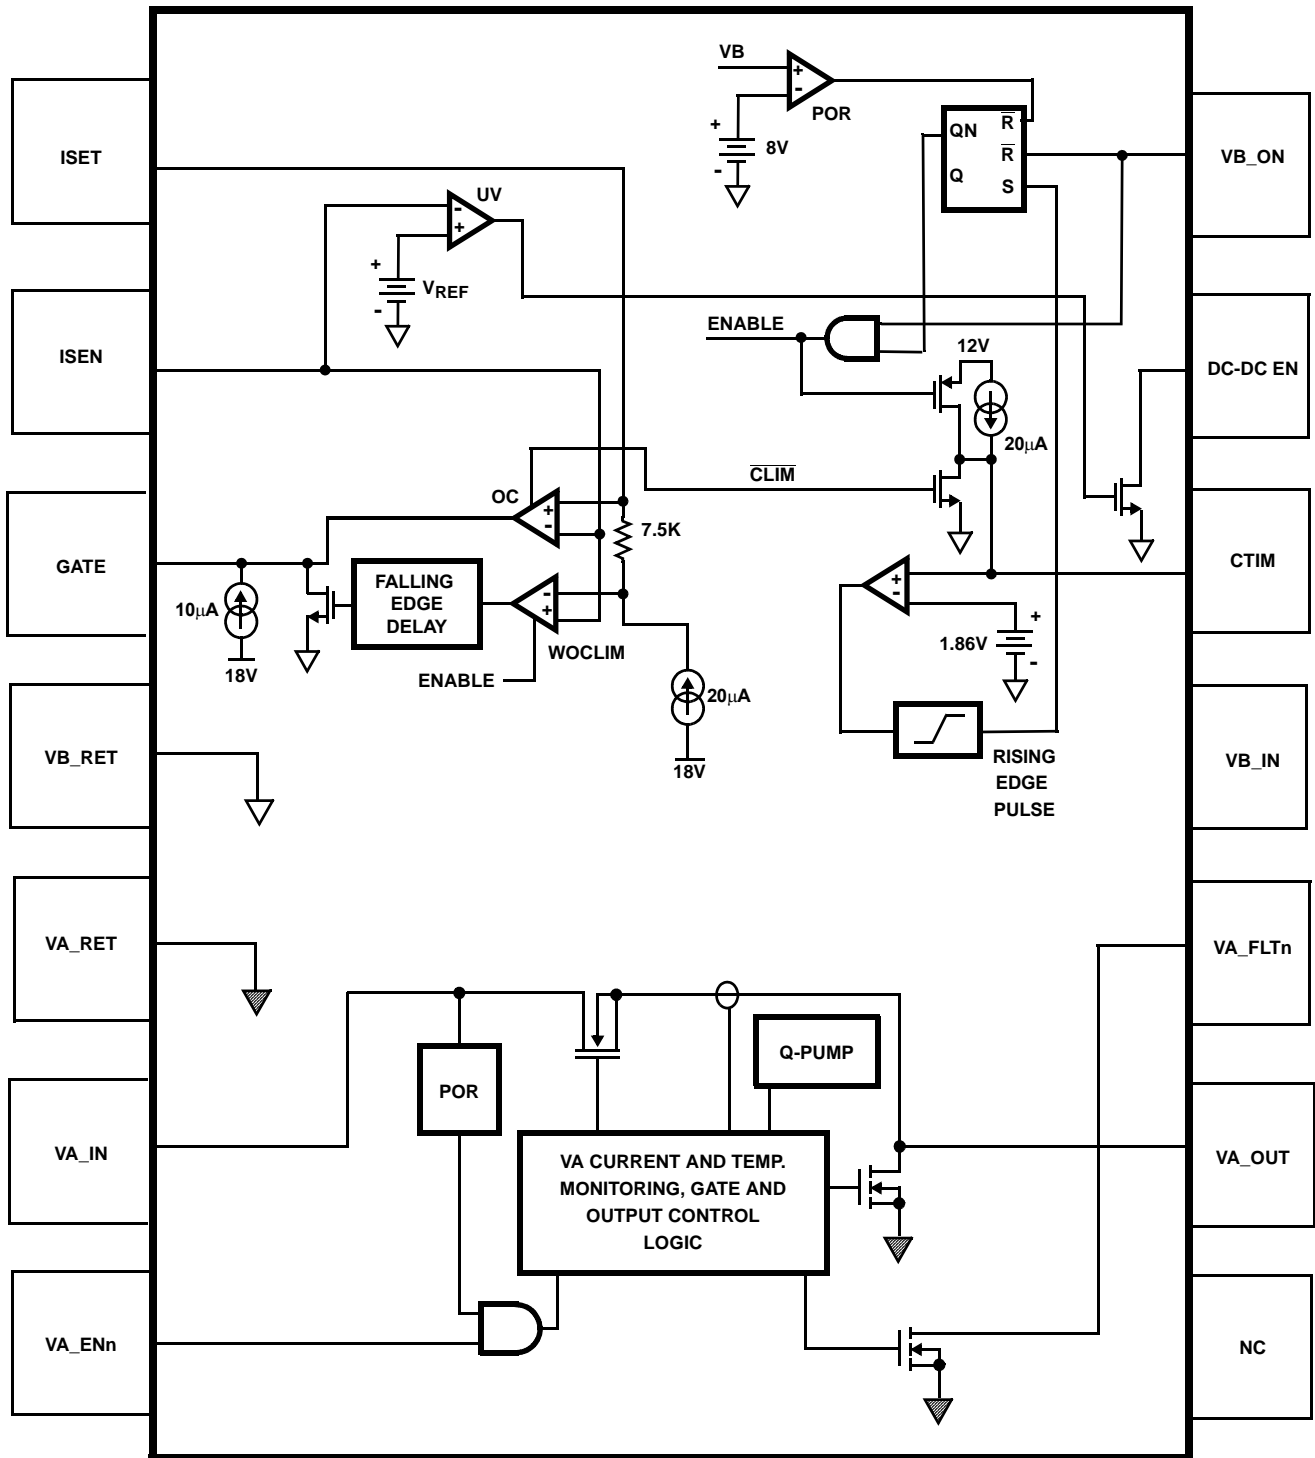 VB
+
-
POR
+
8V
-
QN
R̅
R̅
Q
S
ISET
VB_ON
UV
-
+
+
VREF
-
ISEN
ENABLE
12V
20µA
DC-DC EN
OC
+
-
C̅L̅I̅M̅
7.5K
GATE
10µA
18V
FALLING
EDGE
DELAY
-
+
WOCLIM
ENABLE
20µA
18V
+
-
1.86V
+
-
CTIM
RISING
EDGE
PULSE
VB_RET
VB_IN
VA_RET
VA_FLTn
POR
Q-PUMP
VA_IN
VA CURRENT AND TEMP.
MONITORING, GATE AND
OUTPUT CONTROL
LOGIC
VA_OUT
VA_ENn
NC